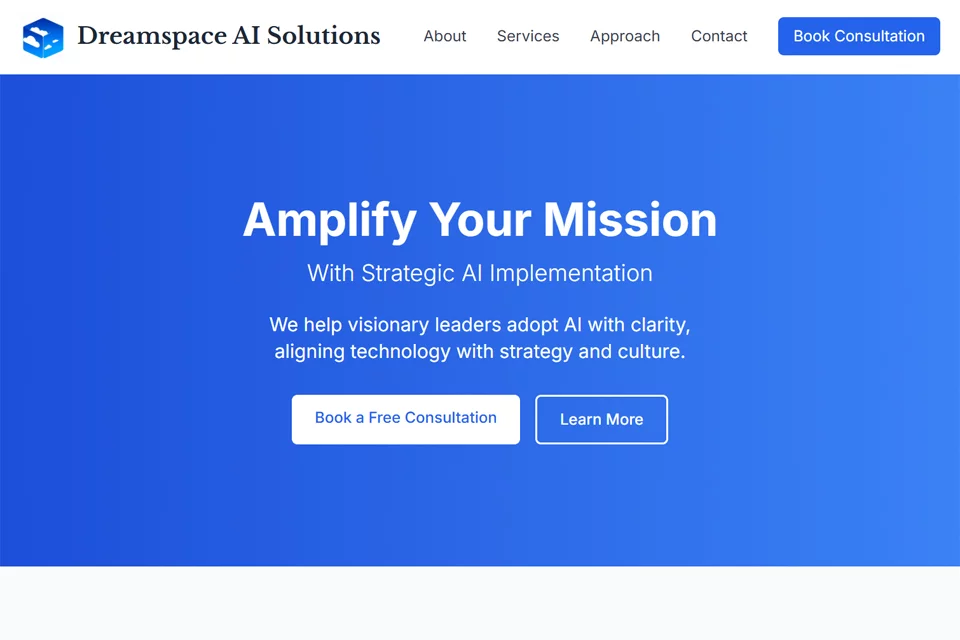 Dreamspace AI Solutions
About
Services
Approach
Contact
Book Consultation
Amplify Your Mission
With Strategic AI Implementation
We help visionary leaders adopt AI with clarity,
aligning technology with strategy and culture.
Book a Free Consultation
Learn More